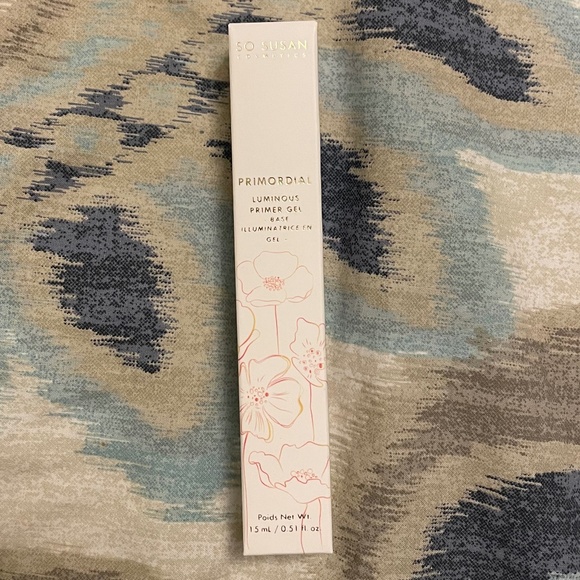 SO SUSAN
COSMETICS
PRIMORDIAL
LUMINOUS
PRIMER GEL
BASE
ILLUMINATRICE EN
GEL -
Poids Net Wt.
15 mL / 0.51 fl. oz.